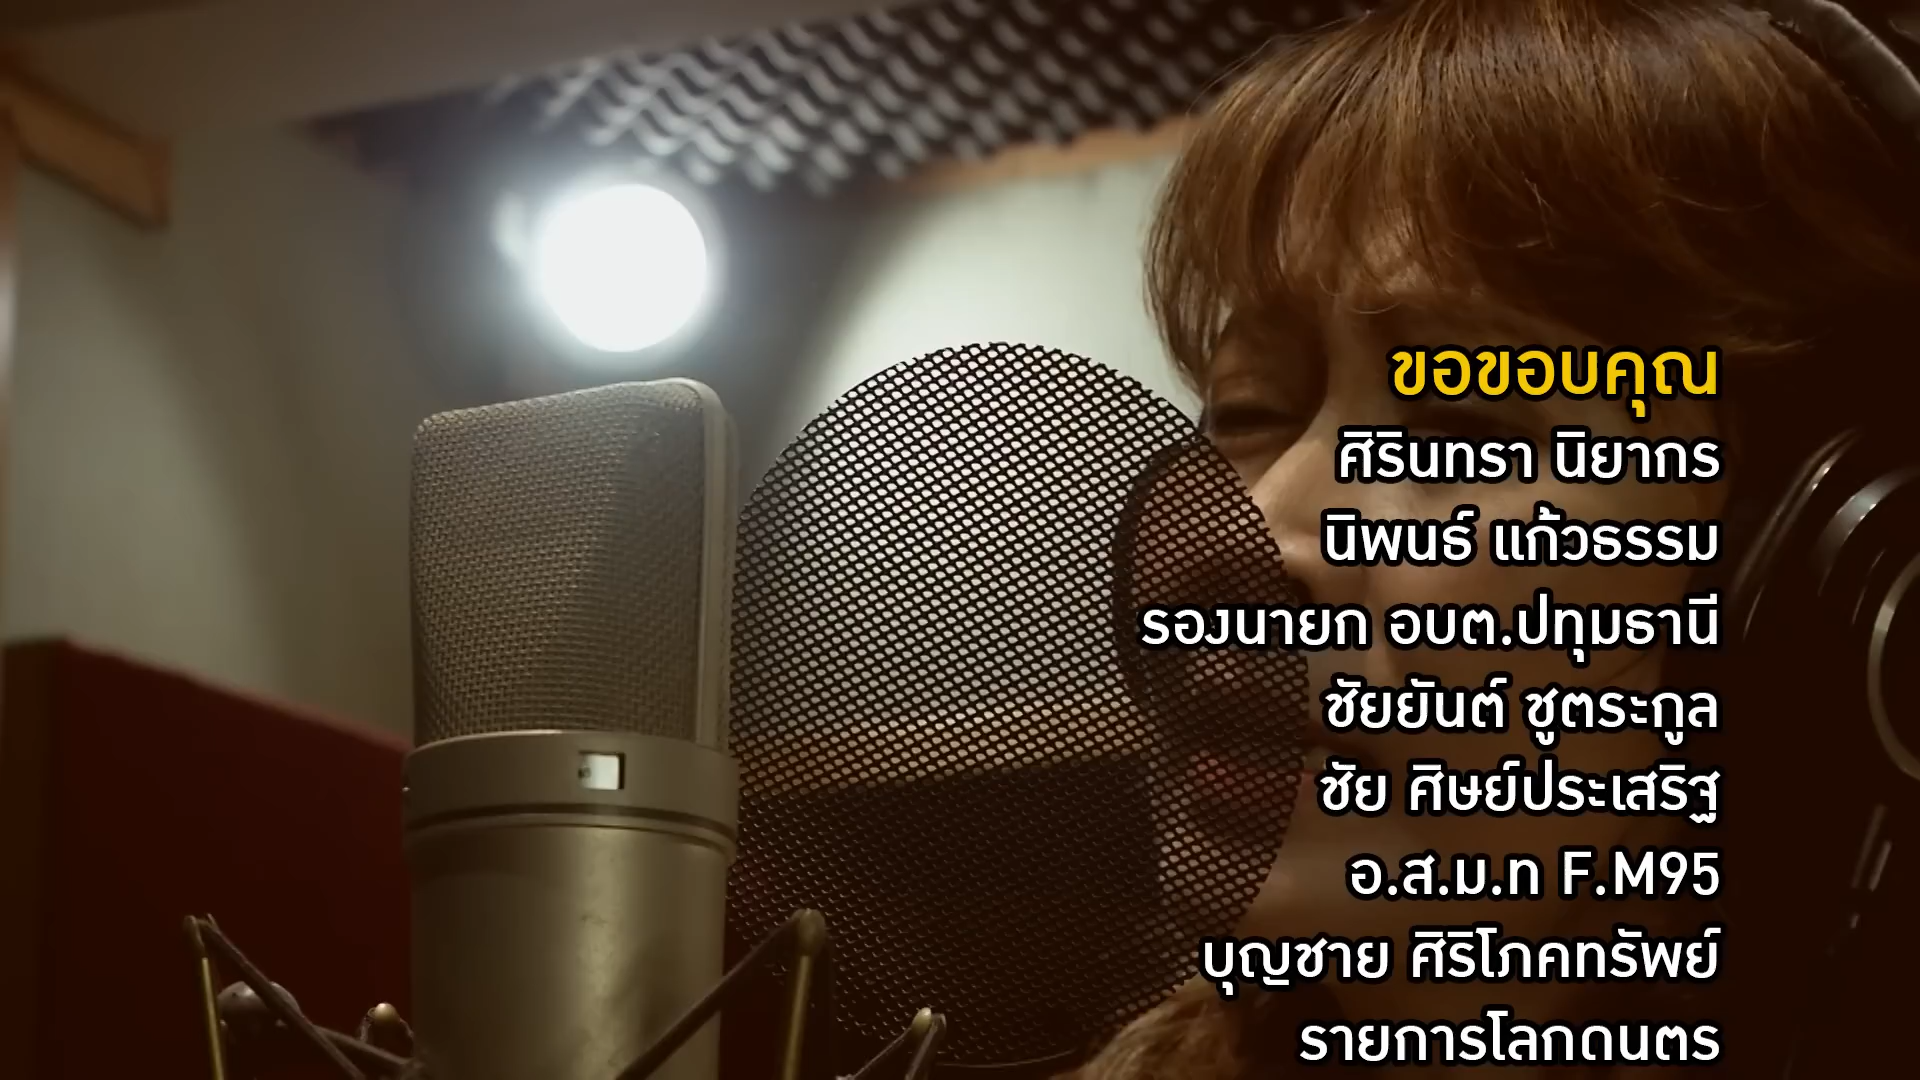 ขอขอบคุณ
ศิรินทรา นิยากร
นิพนธ์ แก้วธรรม
รองนายก อบต.ปทุมธานี
ชัยยันต์ ชูตระกูล
ชัย ศิษย์ประเสริฐ
อ.ส.ม.ท F.M95
บุญชาย ศิริโภคทรัพย์
รายการโลกดนตร